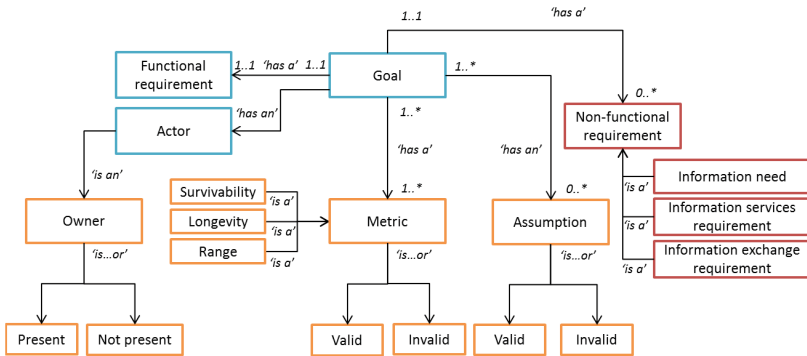 1..1
'has a'
Functional
requirement
1..1
'has a'
1..1
Goal
1..*
'has an'
Actor
1..*
0..*
Non-functional
requirement
'has a'
'has an'
'is an'
'is a'
Information need
Survivability
'is a'
1..*
0..*
Owner
Longevity
'is a'
Metric
Assumption
'is a'
Information services
requirement
Range
'is a'
'is a'
Information exchange
requirement
'is...or'
'is...or'
'is...or'
Present
Not present
Valid
Invalid
Valid
Invalid